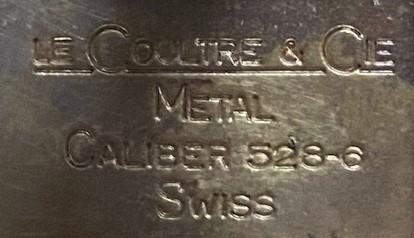 LE COULTRE & CIE
METAL
CALIBER 528-6
SWISS